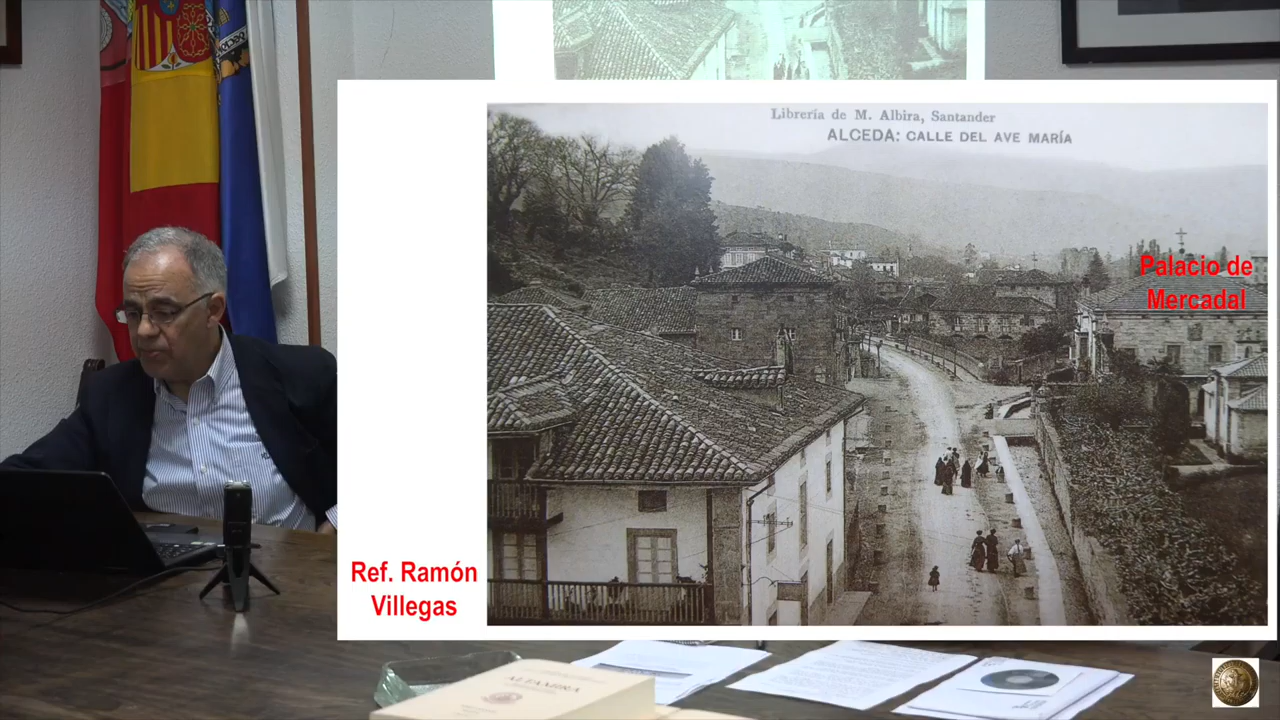 Librería de M. Albira, Santander
ALCEDA: CALLE DEL AVE MARÍA
Palacio de
Mercadal
Ref. Ramón
Villegas
ALTAMIRA